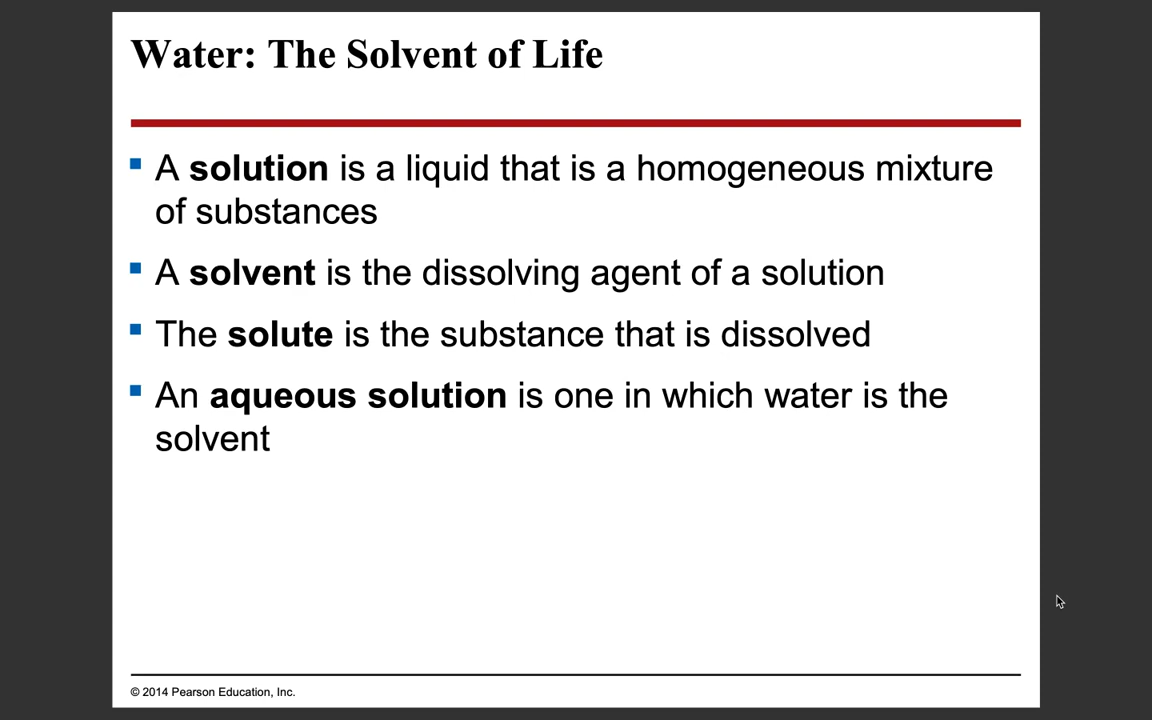 Water: The Solvent of Life
A solution is a liquid that is a homogeneous mixture
of substances
A solvent is the dissolving agent of a solution
The solute is the substance that is dissolved
An aqueous solution is one in which water is the
solvent
© 2014 Pearson Education, Inc.